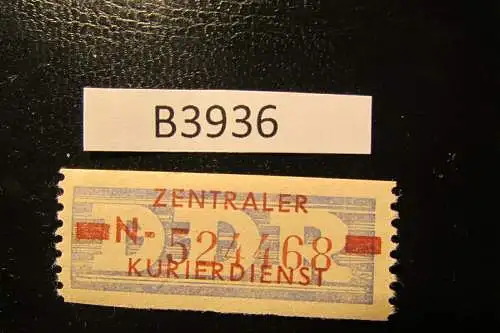 B3936
ZENTRALER
DDR
N-524468
KURIERDIENST